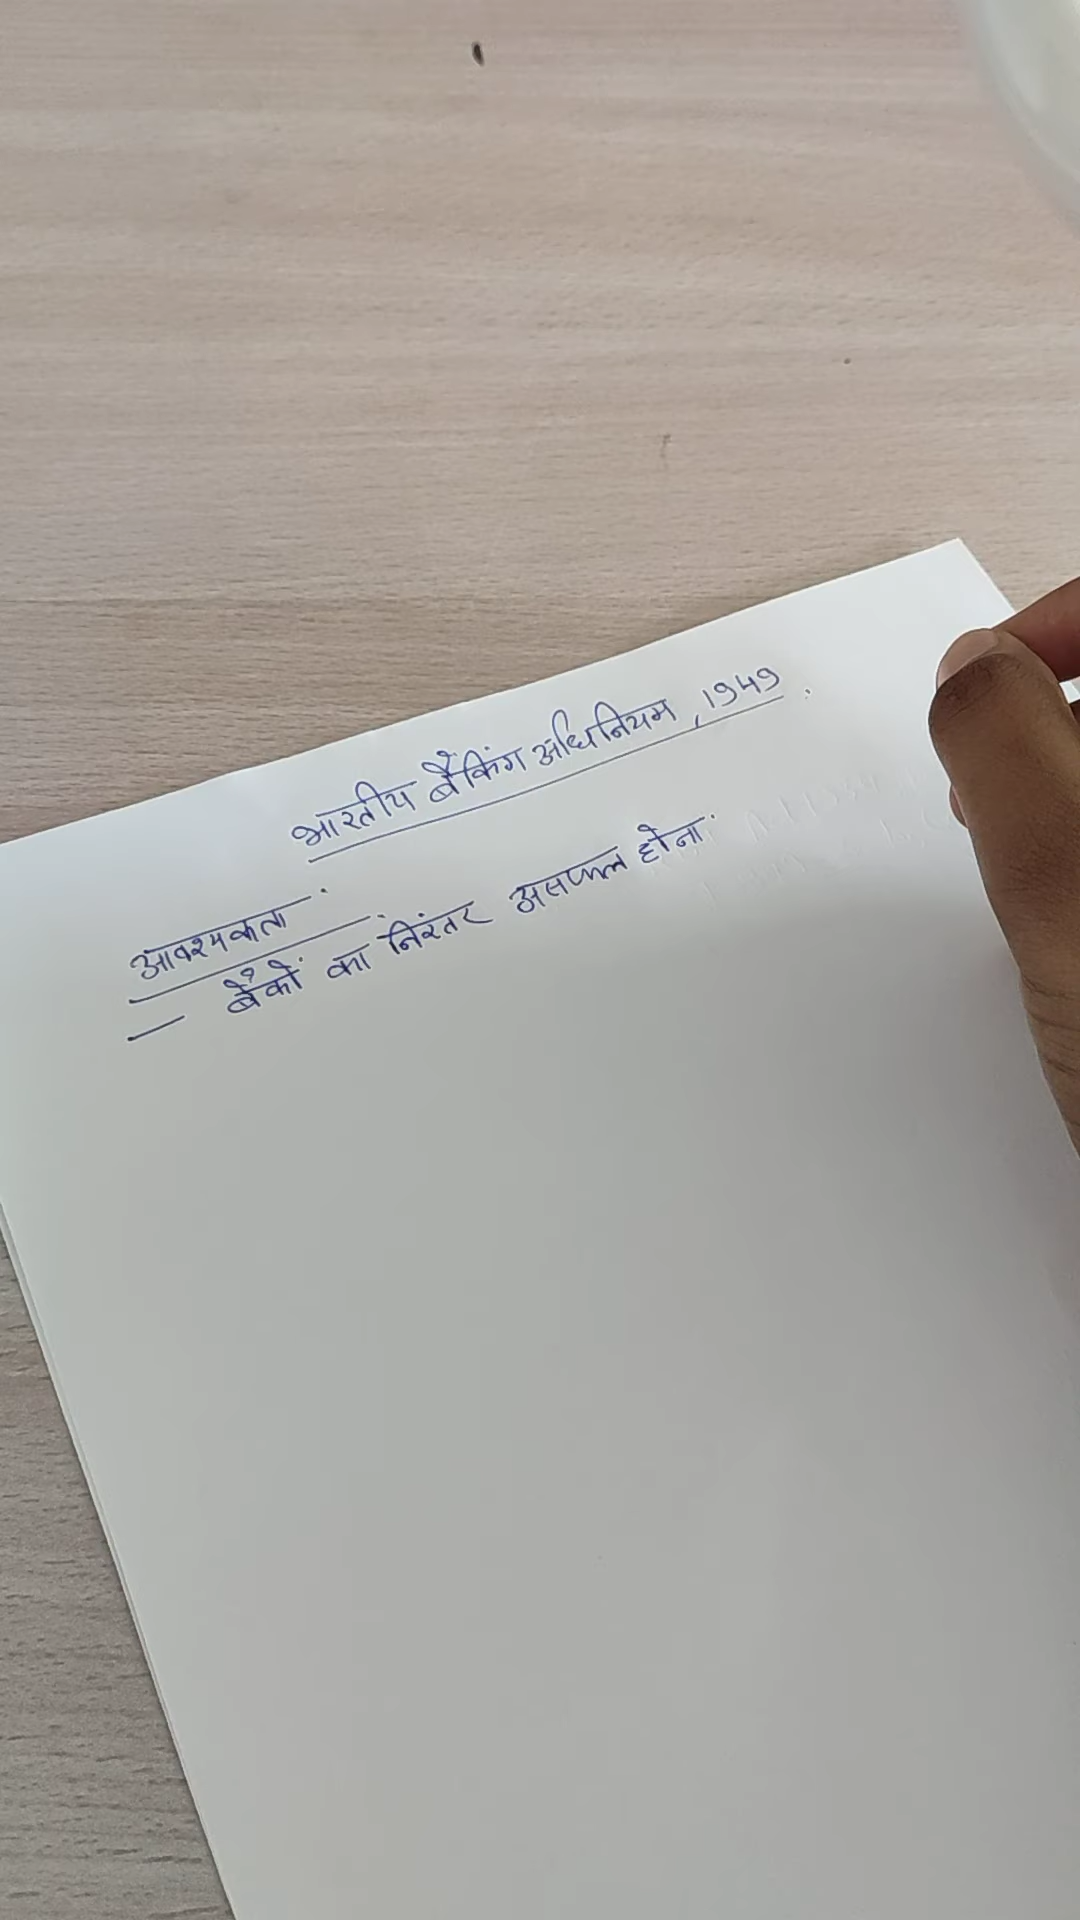 भारतीय बैंकिंग अधिनियम, 1949.
आवश्यकता
— बैंकों का निरंतर असफल होना